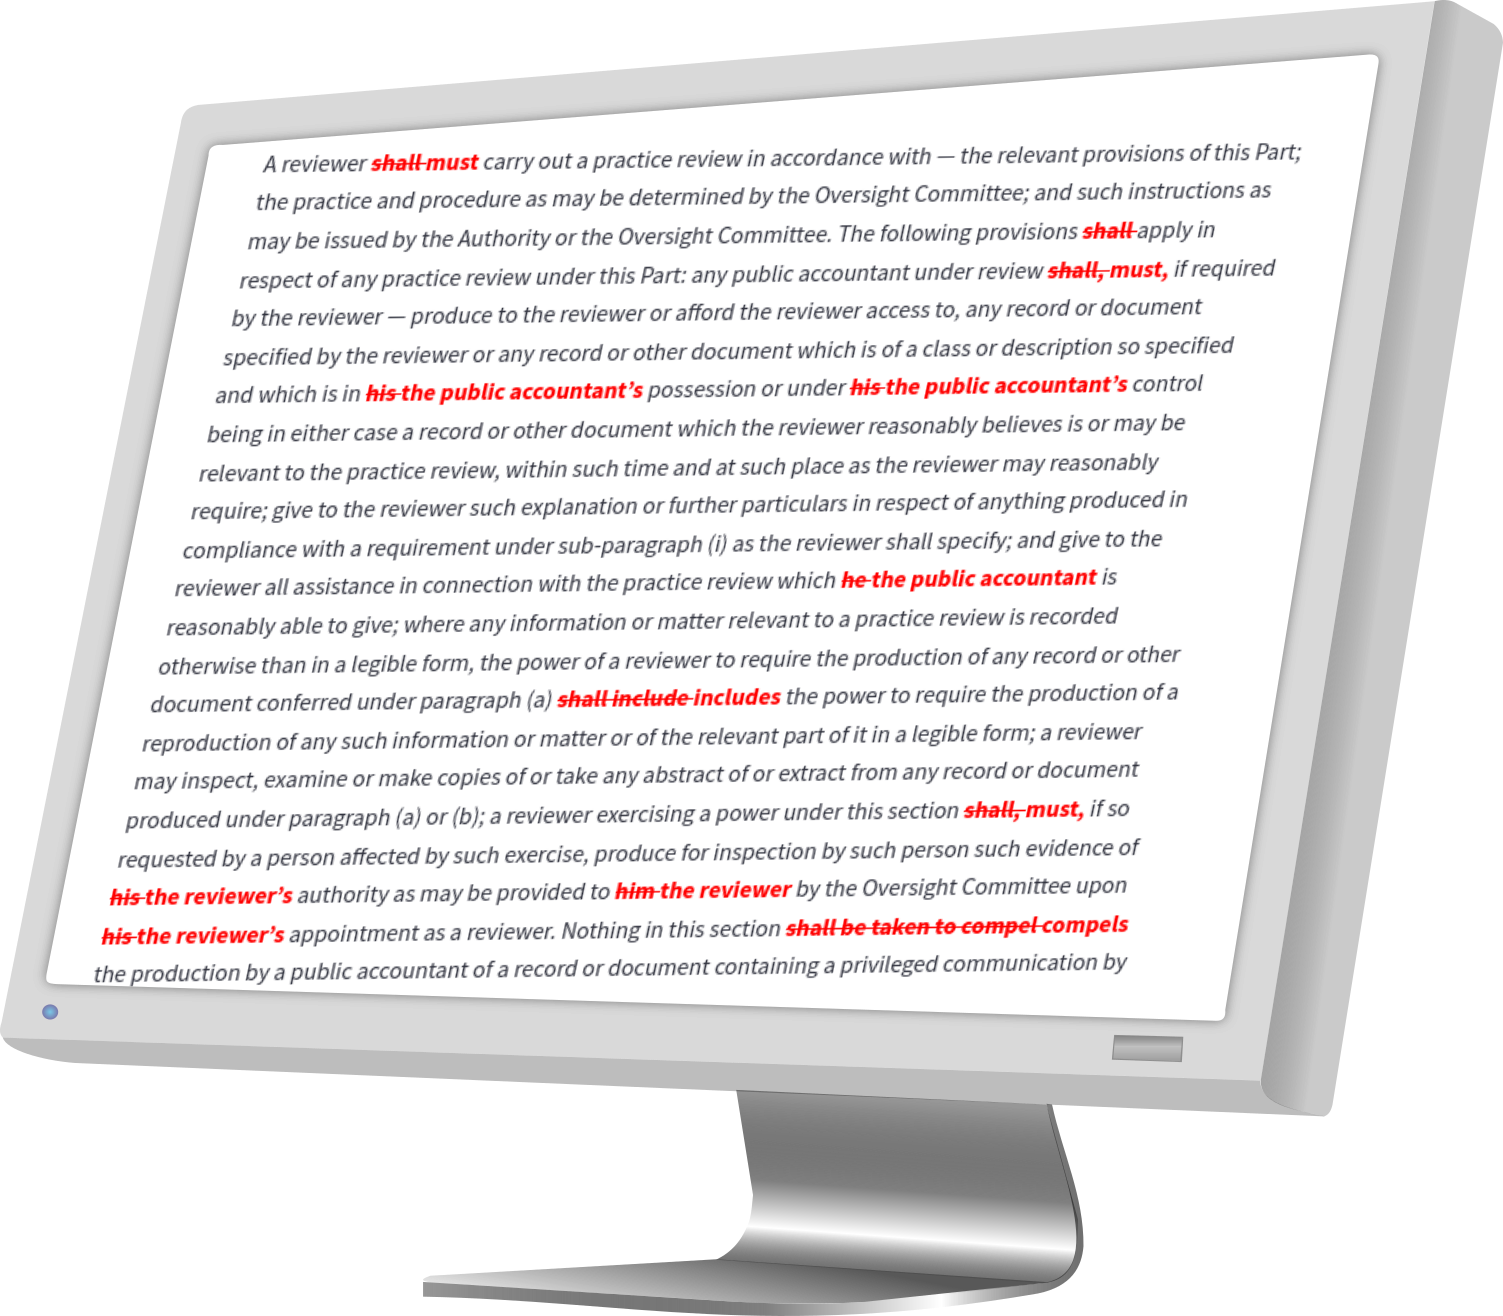 A reviewer shall must carry out a practice review in accordance with — the relevant provisions of this Part;
the practice and procedure as may be determined by the Oversight Committee; and such instructions as
may be issued by the Authority or the Oversight Committee. The following provisions shall apply in
respect of any practice review under this Part: any public accountant under review shall, must, if required
by the reviewer — produce to the reviewer or afford the reviewer access to, any record or document
specified by the reviewer or any record or other document which is of a class or description so specified
and which is in his the public accountant’s possession or under his the public accountant’s control
being in either case a record or other document which the reviewer reasonably believes is or may be
relevant to the practice review, within such time and at such place as the reviewer may reasonably
require; give to the reviewer such explanation or further particulars in respect of anything produced in
compliance with a requirement under sub-paragraph (i) as the reviewer shall specify; and give to the
reviewer all assistance in connection with the practice review which he the public accountant is
reasonably able to give; where any information or matter relevant to a practice review is recorded
otherwise than in a legible form, the power of a reviewer to require the production of any record or other
document conferred under paragraph (a) shall include includes the power to require the production of a
reproduction of any such information or matter or of the relevant part of it in a legible form; a reviewer
may inspect, examine or make copies of or take any abstract of or extract from any record or document
produced under paragraph (a) or (b); a reviewer exercising a power under this section shall, must, if so
requested by a person affected by such exercise, produce for inspection by such person such evidence of
his the reviewer’s authority as may be provided to him the reviewer by the Oversight Committee upon
his the reviewer’s appointment as a reviewer. Nothing in this section shall be taken to compel compels
the production by a public accountant of a record or document containing a privileged communication by